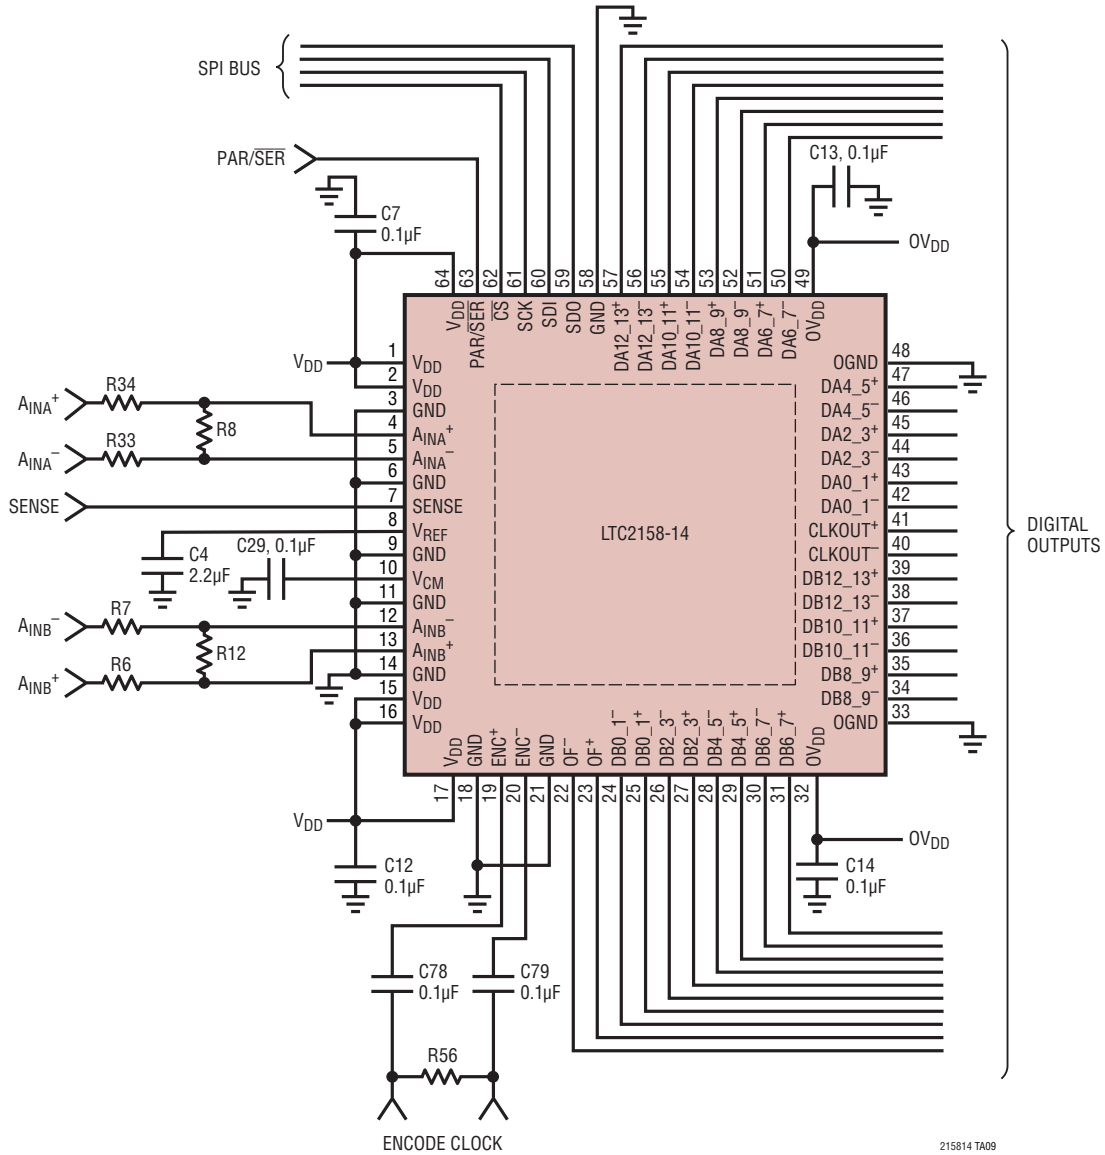 SPI BUS
PAR/SER
C7
0.1µF
C13, 0.1µF
OVDD
64
63
62
61
60
59
58
57
56
55
54
53
52
51
50
49
VDD
PAR/SER
CS
SCK
SDI
SDO
GND
DA12_13+
DA12_13−
DA10_11+
DA10_11−
DA8_9+
DA8_9−
DA6_7+
DA6_7−
OVDD
VDD
1 VDD
2 VDD
3 GND
4 AINA+
5 AINA−
6 GND
7 SENSE
8 VREF
9 GND
10 VCM
11 GND
12 AINB−
13 AINB+
14 GND
15 VDD
16 VDD
AINA+
R34
R8
AINA−
R33
SENSE
C4
2.2µF
C29, 0.1µF
AINB−
R7
R12
AINB+
R6
LTC2158-14
OGND 48
DA4_5+ 47
DA4_5− 46
DA2_3+ 45
DA2_3− 44
DA0_1+ 43
DA0_1− 42
CLKOUT+ 41
CLKOUT− 40
DB12_13+ 39
DB12_13− 38
DB10_11+ 37
DB10_11− 36
DB8_9+ 35
DB8_9− 34
OGND 33
DIGITAL
OUTPUTS
VDD
GND
ENC+
ENC−
GND
OF−
OF+
DB0_1−
DB0_1+
DB2_3−
DB2_3+
DB4_5−
DB4_5+
DB6_7−
DB6_7+
OVDD
17
18
19
20
21
22
23
24
25
26
27
28
29
30
31
32
VDD
C12
0.1µF
OVDD
C14
0.1µF
C78
0.1µF
C79
0.1µF
R56
ENCODE CLOCK
215814 TA09